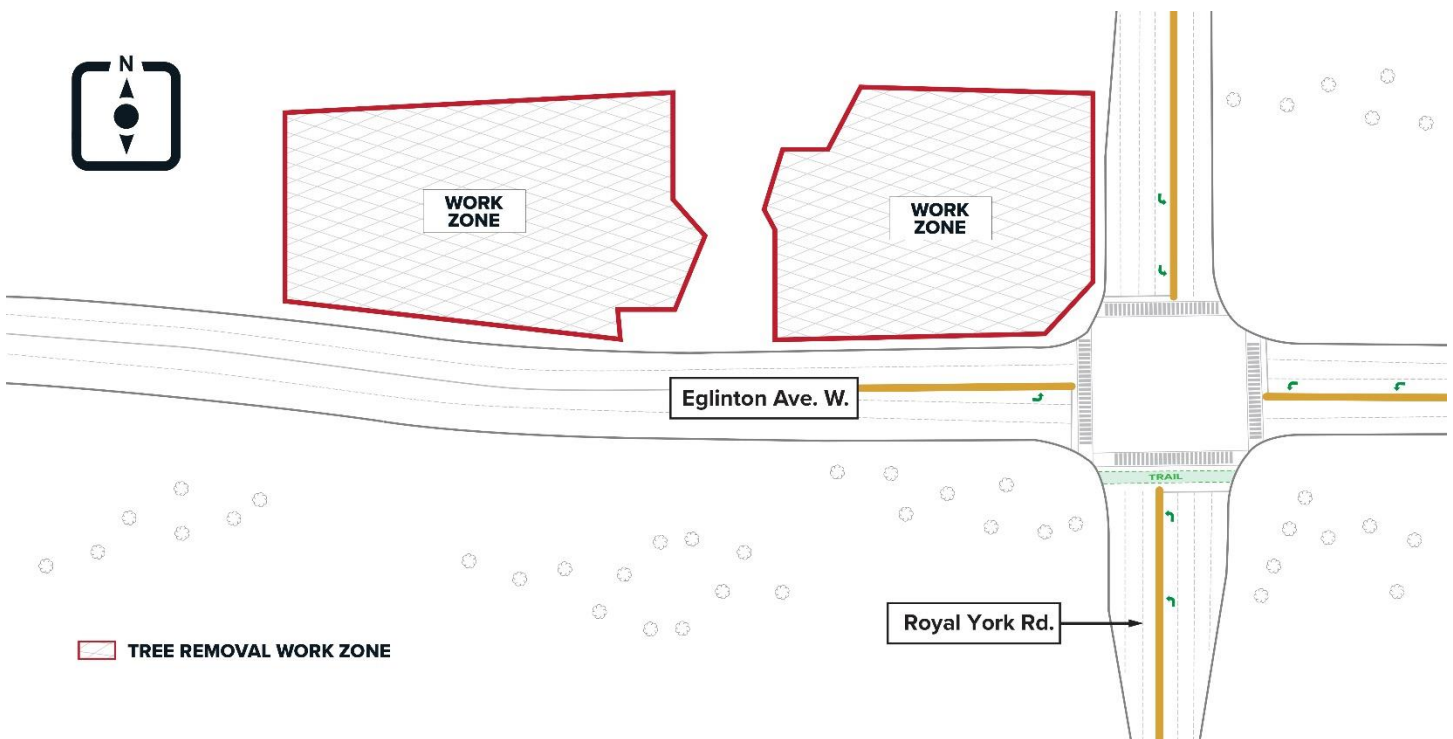 N
WORK
ZONE
WORK
ZONE
Eglinton Ave. W.
TRAIL
Royal York Rd.
TREE REMOVAL WORK ZONE